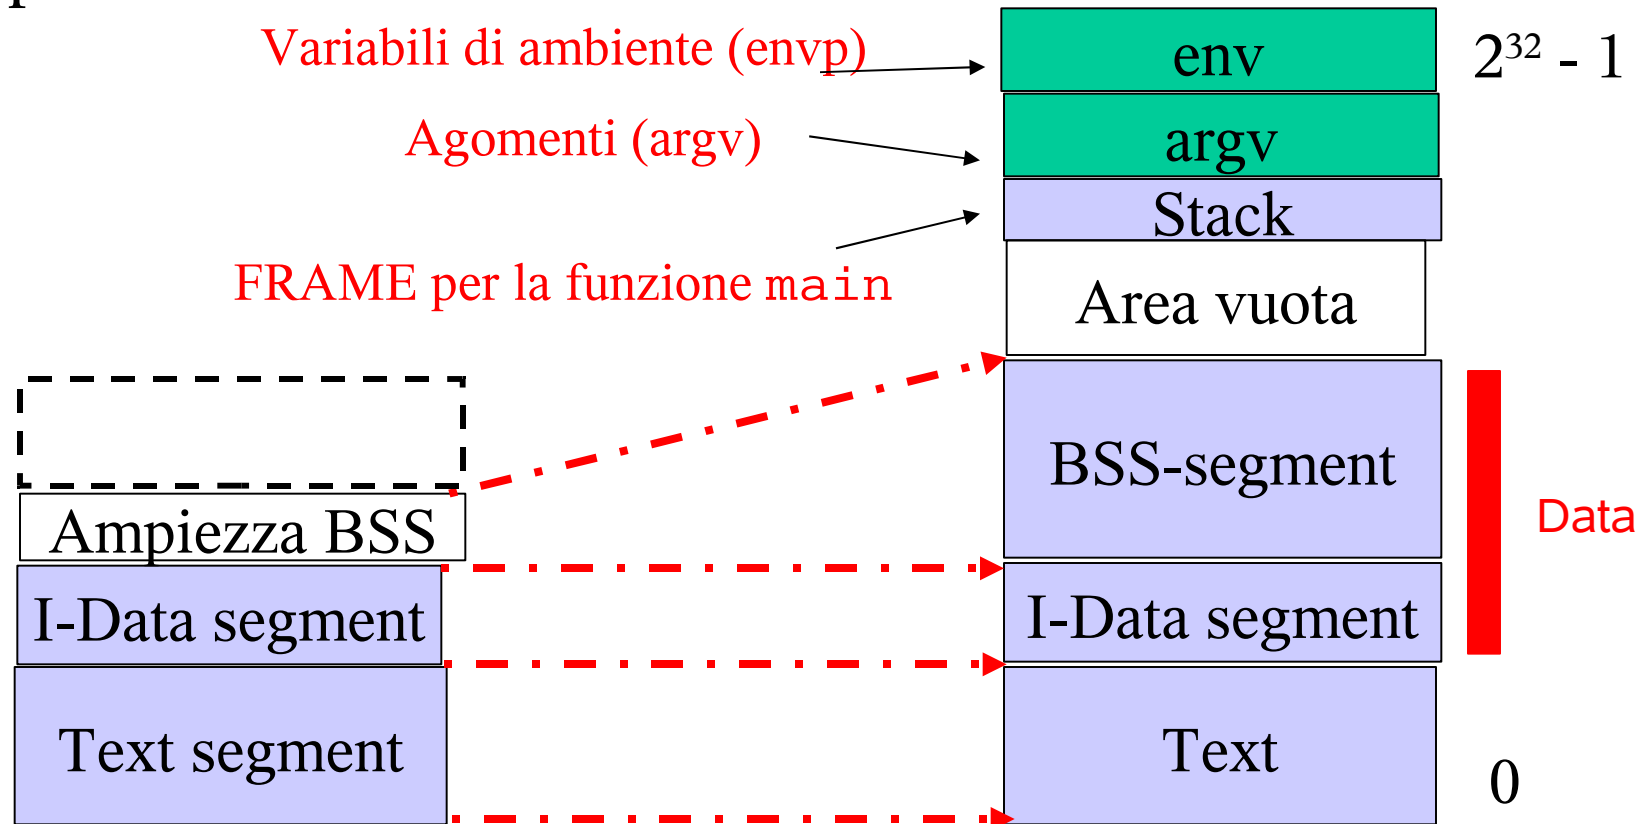 p
Variabili di ambiente (envp)
env
2³² - 1
Agomenti (argv)
argv
Stack
FRAME per la funzione main
Area vuota
BSS-segment
Data
Ampiezza BSS
I-Data segment
I-Data segment
Text segment
Text
0